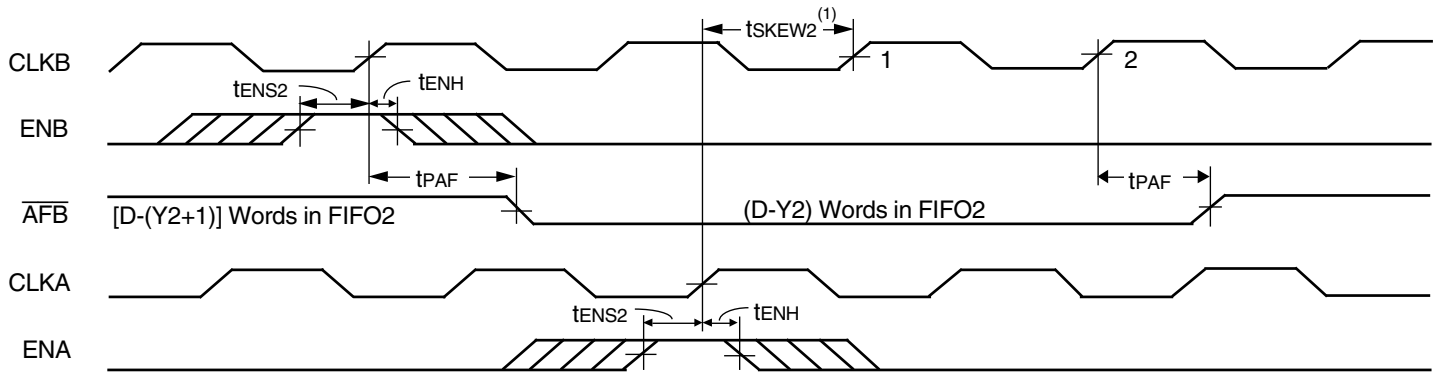 tSKEW2(1)
CLKB 1 2
tENS2 tENH
ENB
tPAF tPAF
AFB [D-(Y2+1)] Words in FIFO2 (D-Y2) Words in FIFO2
CLKA
tENS2 tENH
ENA